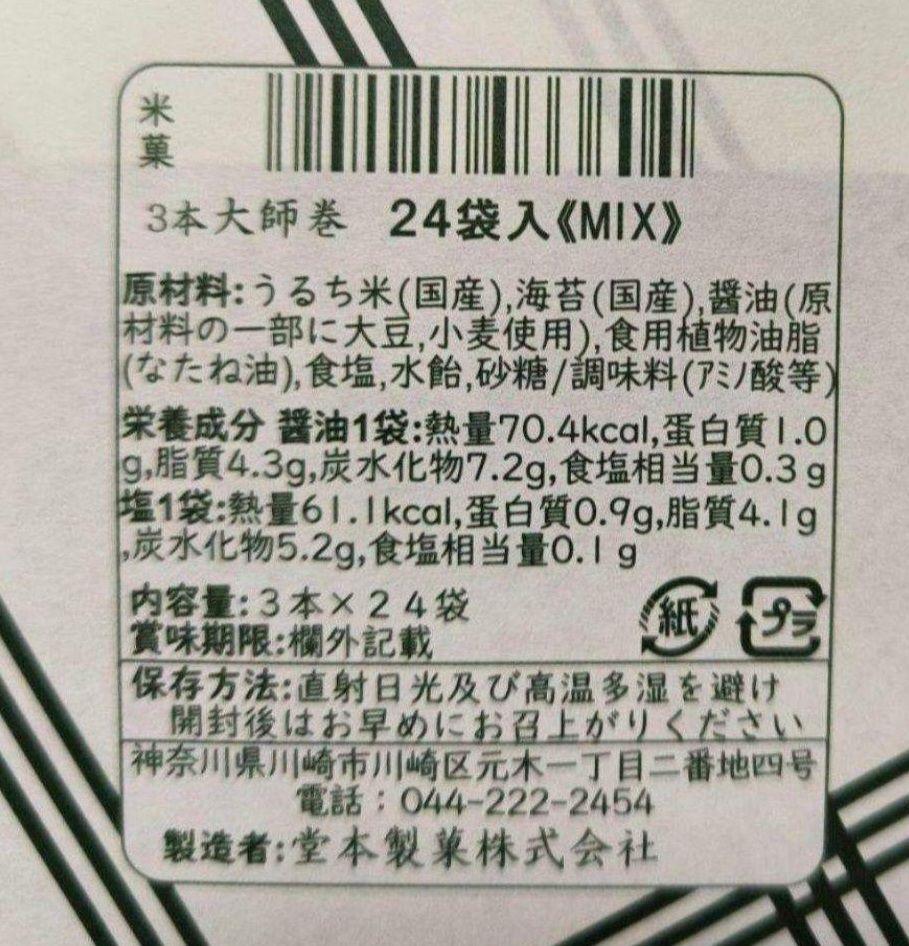 米菓
3本大師巻 24袋入《MIX》
原材料:うるち米(国産),海苔(国産),醤油(原
材料の一部に大豆,小麦使用),食用植物油脂
(なたね油),食塩,水飴,砂糖/調味料(アミノ酸等)
栄養成分 醤油1袋:熱量70.4kcal,蛋白質1.0
g,脂質4.3g,炭水化物7.2g,食塩相当量0.3g
塩1袋:熱量61.1kcal,蛋白質0.9g,脂質4.1g
,炭水化物5.2g,食塩相当量0.1g
内容量:3本×24袋
賞味期限:欄外記載
紙 プラ
保存方法:直射日光及び高温多湿を避け
開封後はお早めにお召上がりください
神奈川県川崎市川崎区元木一丁目二番地四号
電話:044-222-2454
製造者:堂本製菓株式会社